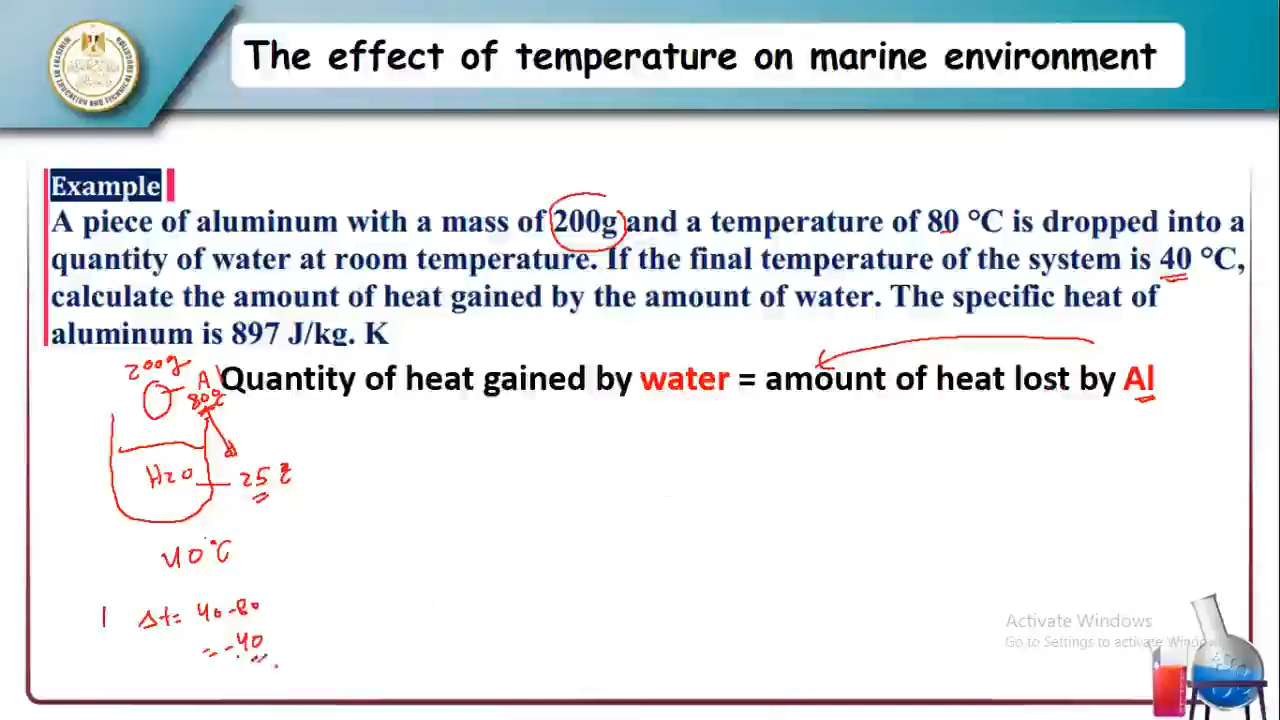 The effect of temperature on marine environment
Example
A piece of aluminum with a mass of 200g and a temperature of 80 °C is dropped into a
quantity of water at room temperature. If the final temperature of the system is 40 °C,
calculate the amount of heat gained by the amount of water. The specific heat of
aluminum is 897 J/kg. K
Quantity of heat gained by water = amount of heat lost by Al
200g
Al
80
H2O
25
40°C
Δt= 40-80
= -40
Activate Windows
Go to Settings to activate Windows